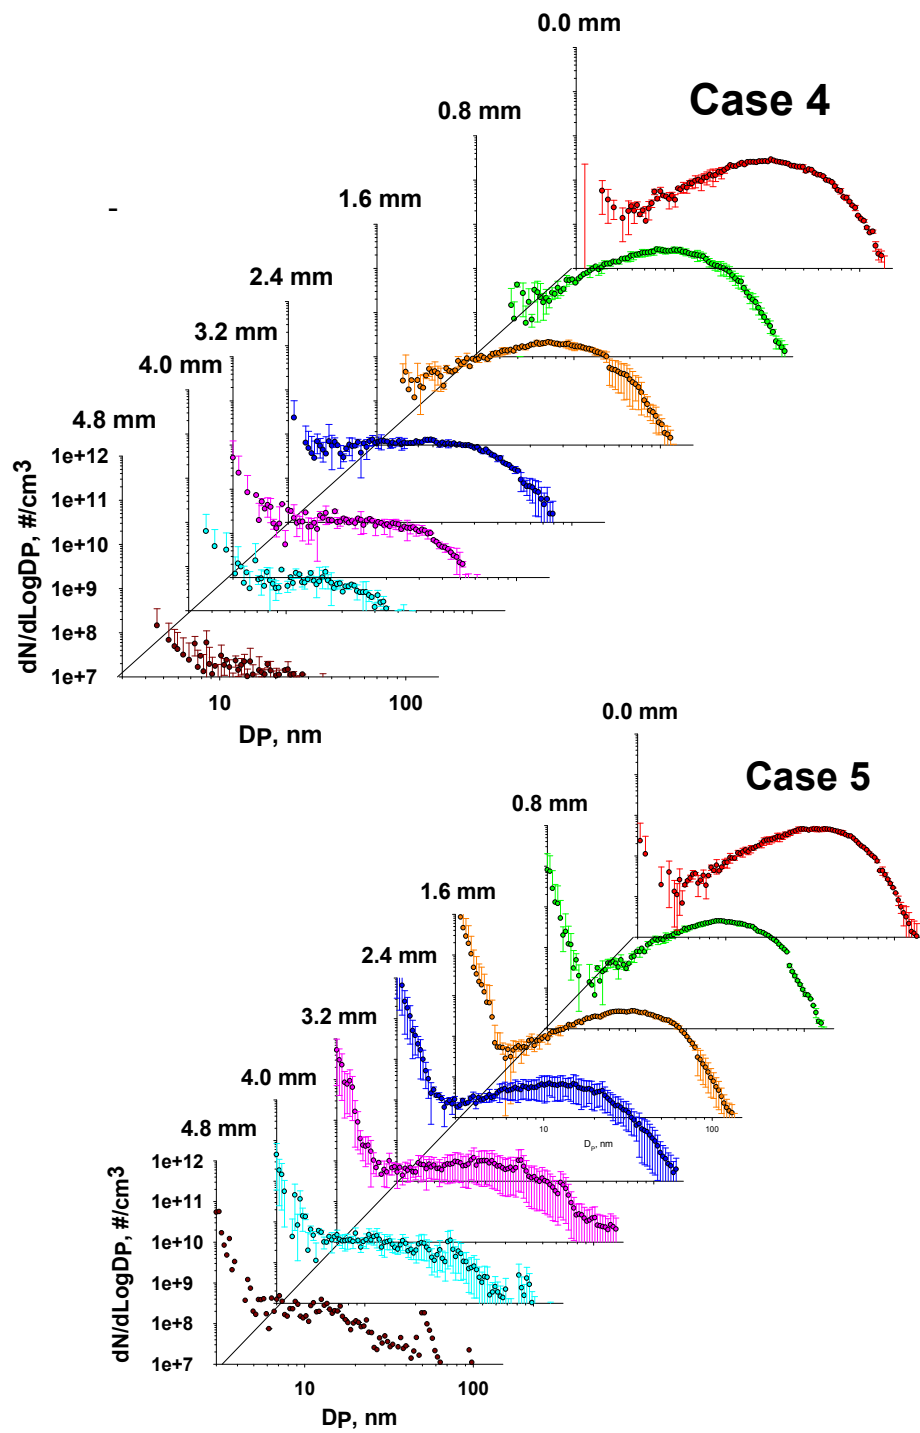 0.0 mm
Case 4
0.8 mm
1.6 mm
-
2.4 mm
3.2 mm
4.0 mm
4.8 mm
dN/dLogDP, #/cm3
1e+12
1e+11
1e+10
1e+9
1e+8
1e+7
10 100
DP, nm
0.0 mm
Case 5
0.8 mm
1.6 mm
2.4 mm
3.2 mm
4.0 mm
4.8 mm
10 100
DP, nm
dN/dLogDP, #/cm3
1e+12
1e+11
1e+10
1e+9
1e+8
1e+7
10 100
DP, nm